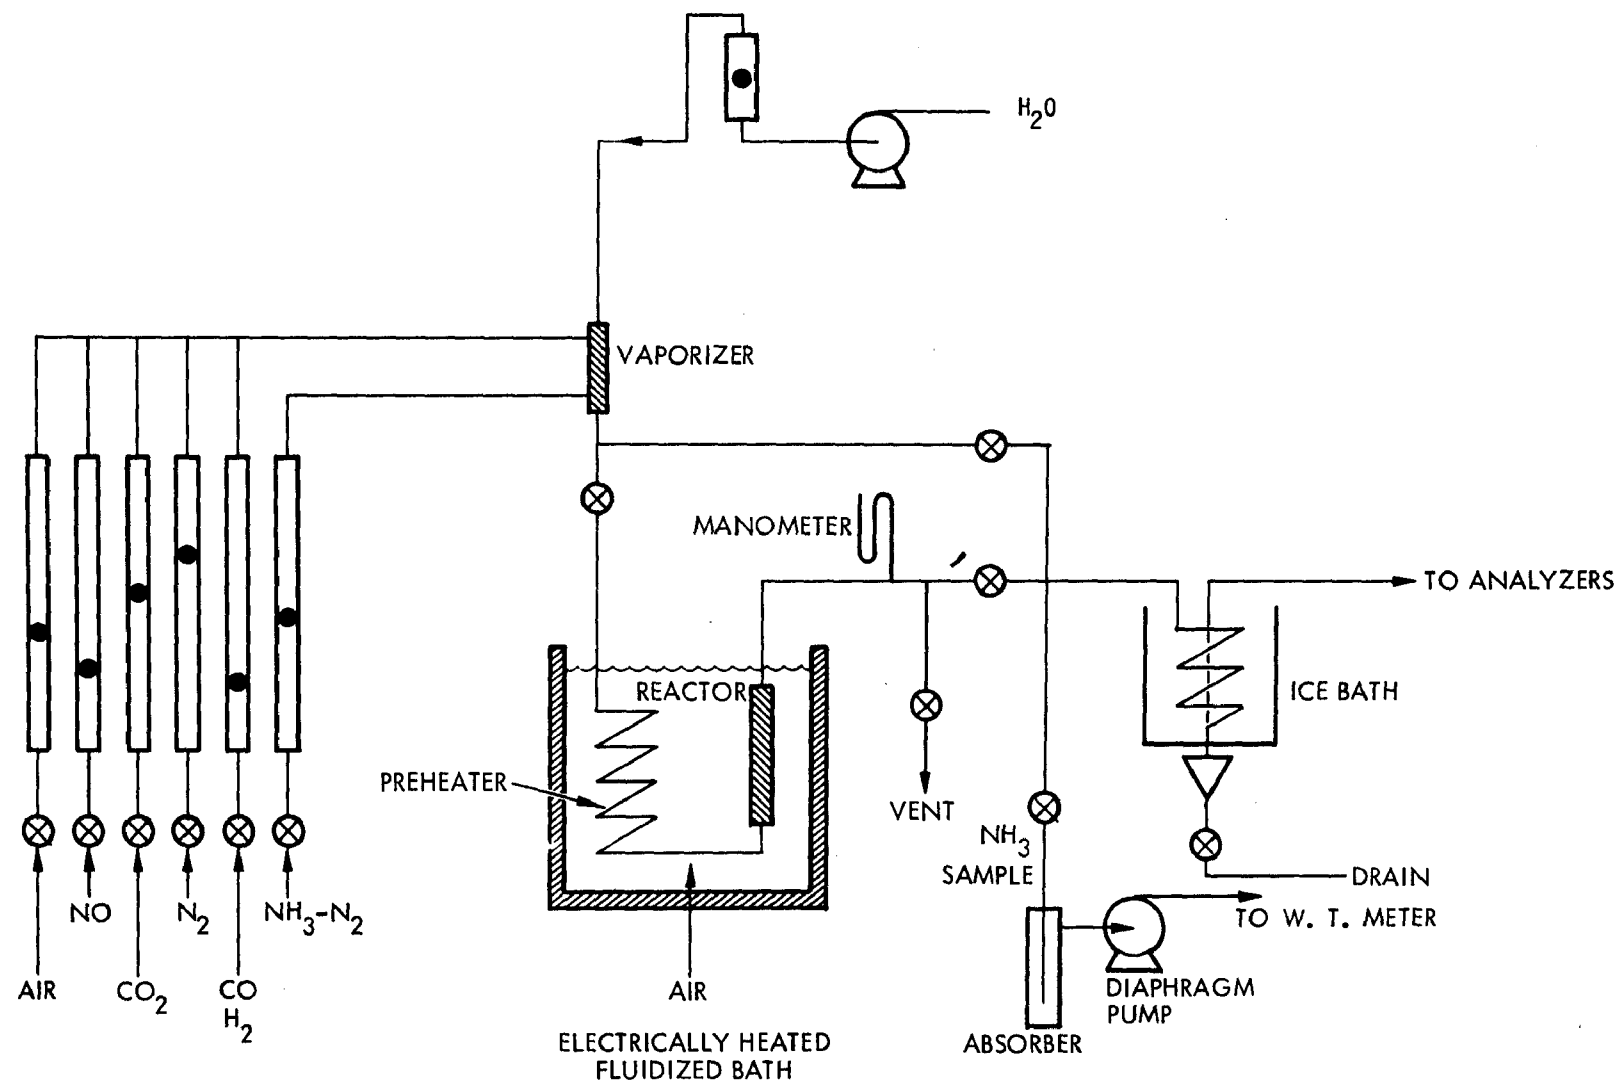 H2O
VAPORIZER
MANOMETER
TO ANALYZERS
REACTOR
ICE BATH
PREHEATER
VENT
NH3
SAMPLE
DRAIN
NO
N2
NH3-N2
TO W. T. METER
AIR
CO2
CO
H2
AIR
DIAPHRAGM
PUMP
ELECTRICALLY HEATED
FLUIDIZED BATH
ABSORBER